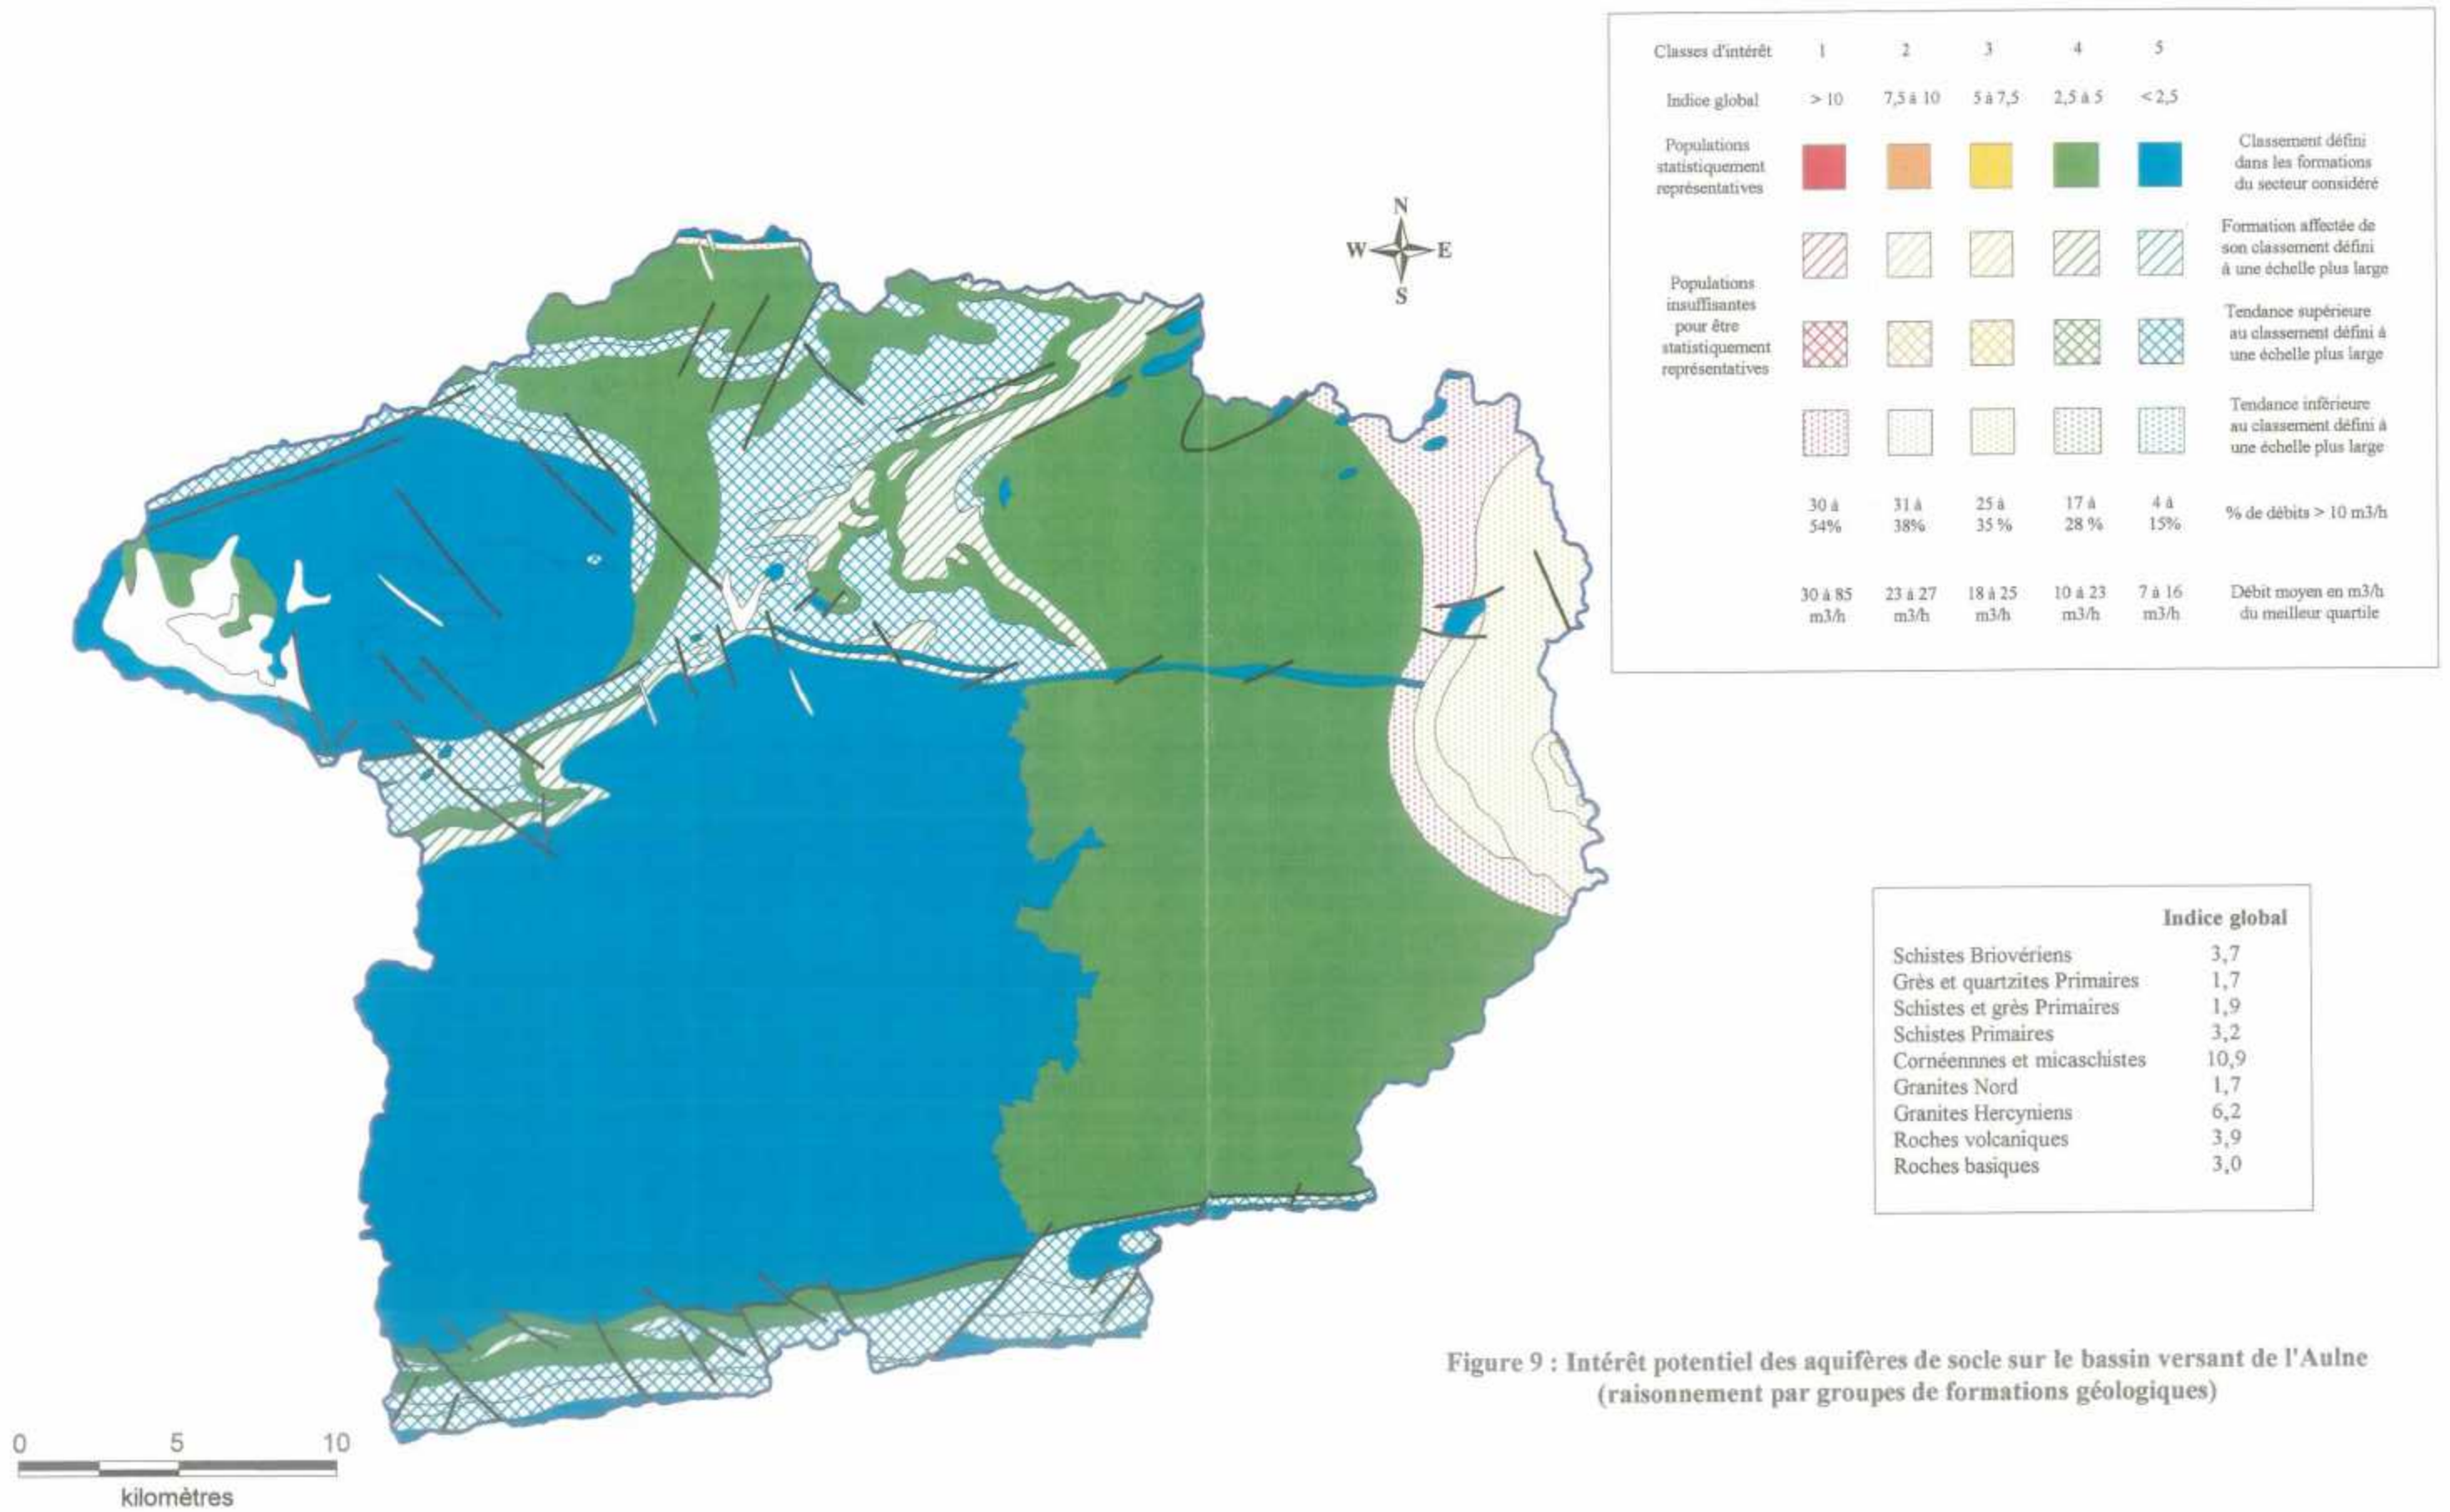 Classes d'intérêt 1 2 3 4 5
Indice global > 10 7,5 à 10 5 à 7,5 2,5 à 5 < 2,5
Populations
statistiquement
représentatives
Classement défini
dans les formations
du secteur considéré
Formation affectée de
son classement défini
à une échelle plus large
Populations
insuffisantes
pour être
statistiquement
représentatives
Tendance supérieure
au classement défini à
une échelle plus large
Tendance inférieure
au classement défini à
une échelle plus large
30 à 31 à 25 à 17 à 4 à
54% 38% 35 % 28 % 15%
% de débits > 10 m3/h
30 à 85 23 à 27 18 à 25 10 à 23 7 à 16
m3/h m3/h m3/h m3/h m3/h
Débit moyen en m3/h
du meilleur quartile
N
W E
S
Indice global
Schistes Briovériens 3,7
Grès et quartzites Primaires 1,7
Schistes et grès Primaires 1,9
Schistes Primaires 3,2
Cornéennnes et micaschistes 10,9
Granites Nord 1,7
Granites Hercyniens 6,2
Roches volcaniques 3,9
Roches basiques 3,0
Figure 9 : Intérêt potentiel des aquifères de socle sur le bassin versant de l'Aulne
(raisonnement par groupes de formations géologiques)
0 5 10
kilomètres